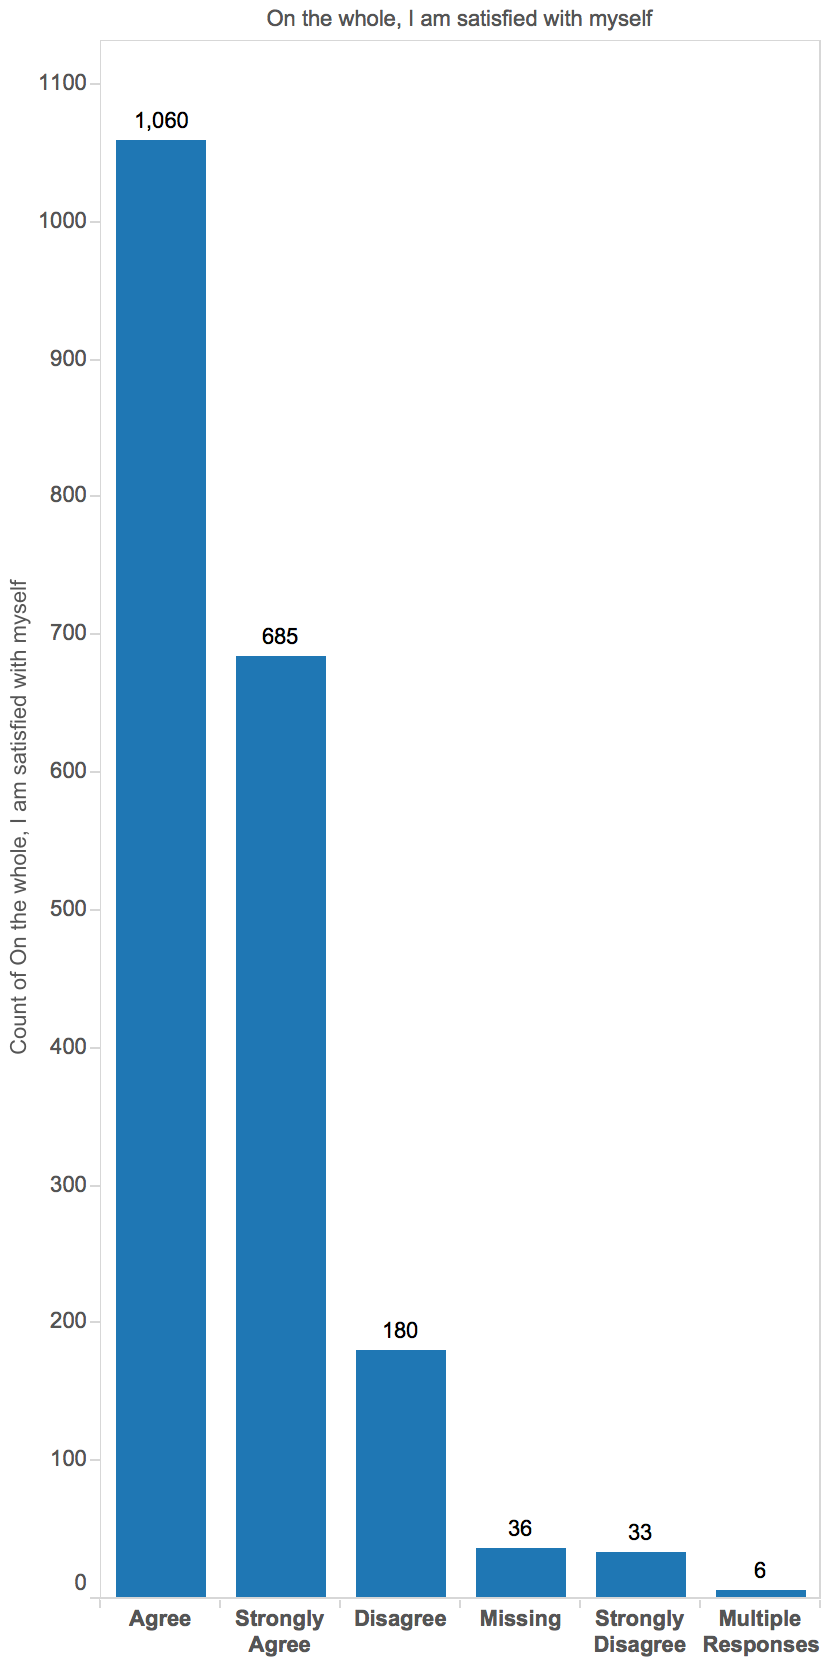 On the whole, I am satisfied with myself
Count of On the whole, I am satisfied with myself
1100
1000
900
800
700
600
500
400
300
200
100
0
1,060
685
180
36
33
6
Agree
Strongly
Agree
Disagree
Missing
Strongly
Disagree
Multiple
Responses